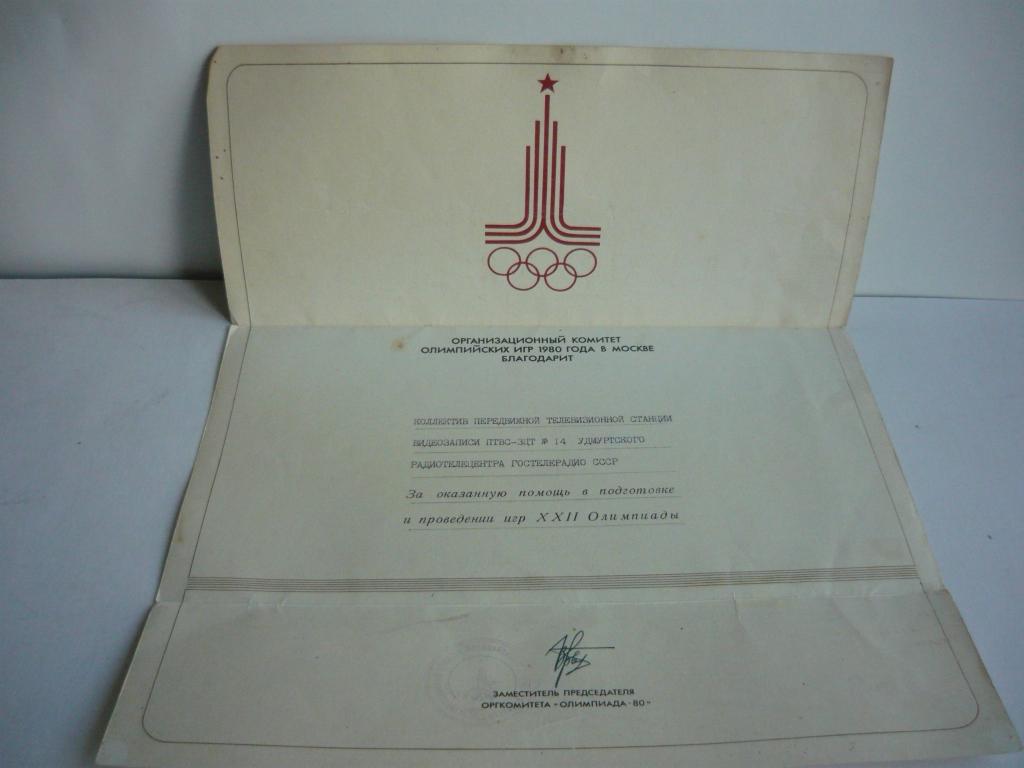 ОРГАНИЗАЦИОННЫЙ КОМИТЕТ
ОЛИМПИЙСКИХ ИГР 1980 ГОДА В МОСКВЕ
БЛАГОДАРИТ
КОЛЛЕКТИВ ПЕРЕДВИЖНОЙ ТЕЛЕВИЗИОННОЙ СТАНЦИИ
ВИДЕОЗАПИСИ ПТВС-3ЦТ № 14 УДМУРТСКОГО
РАДИОТЕЛЕЦЕНТРА ГОСТЕЛЕРАДИО СССР
За оказанную помощь в подготовке
и проведении игр XXII Олимпиады
ЗАМЕСТИТЕЛЬ ПРЕДСЕДАТЕЛЯ
ОРГКОМИТЕТА «ОЛИМПИАДА-80»